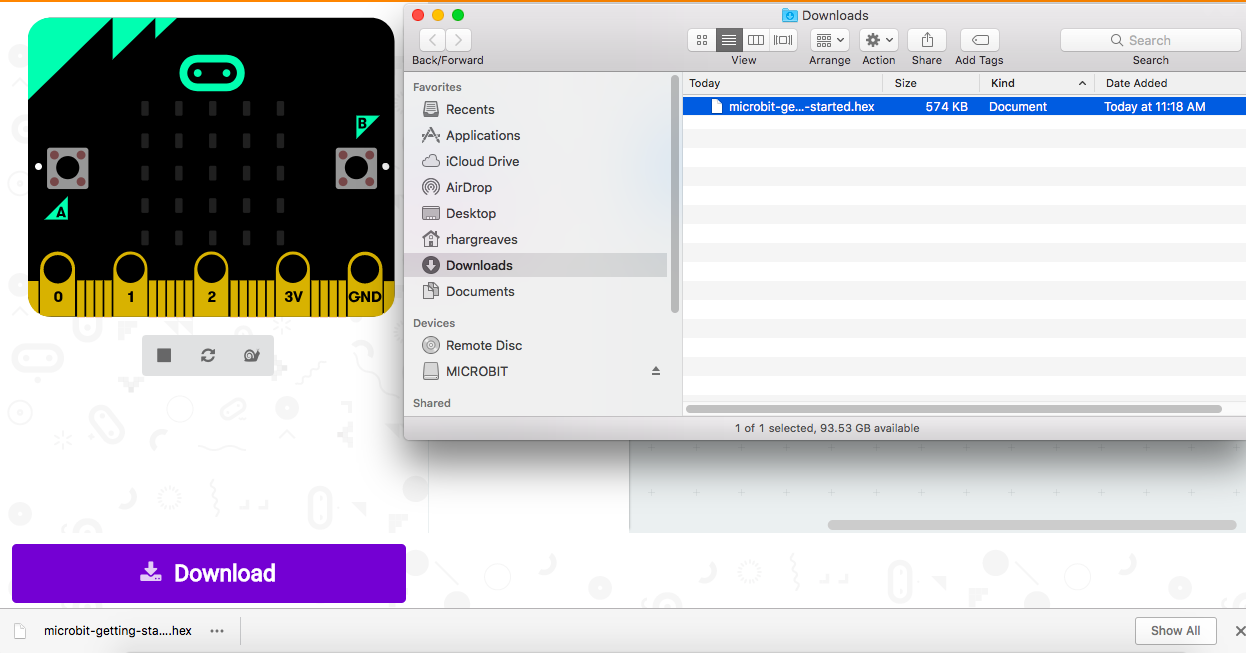 B
A
0 1 2 3V GND
Download
microbit-getting-sta....hex
Show All
Downloads
Back/Forward
View
Arrange
Action
Share
Add Tags
Search
Search
Favorites
Recents
Applications
iCloud Drive
AirDrop
Desktop
rhargreaves
Downloads
Documents
Devices
Remote Disc
MICROBIT
Shared
Today Size Kind Date Added
microbit-ge...-started.hex 574 KB Document Today at 11:18 AM
1 of 1 selected, 93.53 GB available